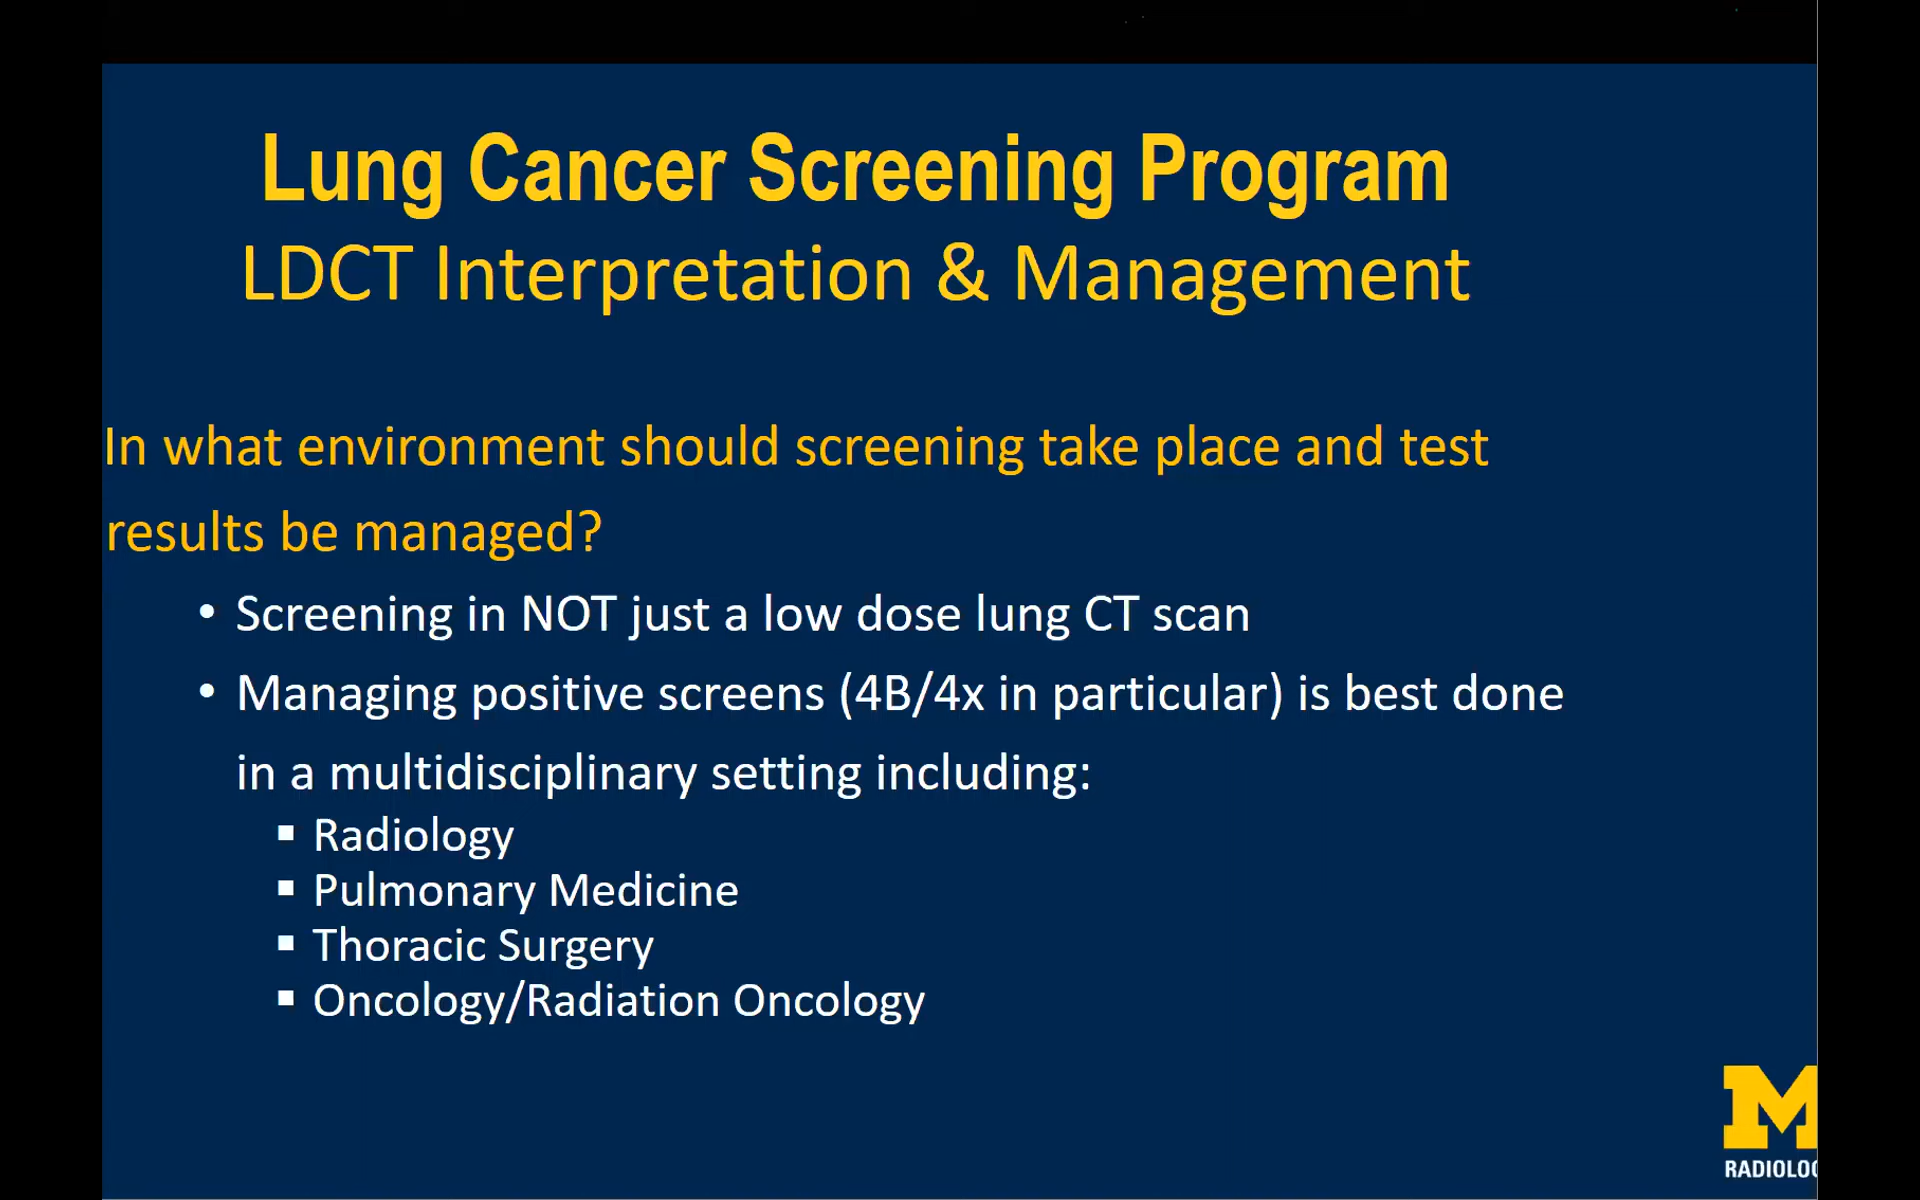 Lung Cancer Screening Program
LDCT Interpretation & Management
In what environment should screening take place and test
results be managed?
• Screening in NOT just a low dose lung CT scan
• Managing positive screens (4B/4x in particular) is best done
in a multidisciplinary setting including:
▪ Radiology
▪ Pulmonary Medicine
▪ Thoracic Surgery
▪ Oncology/Radiation Oncology
M
RADIOLOG